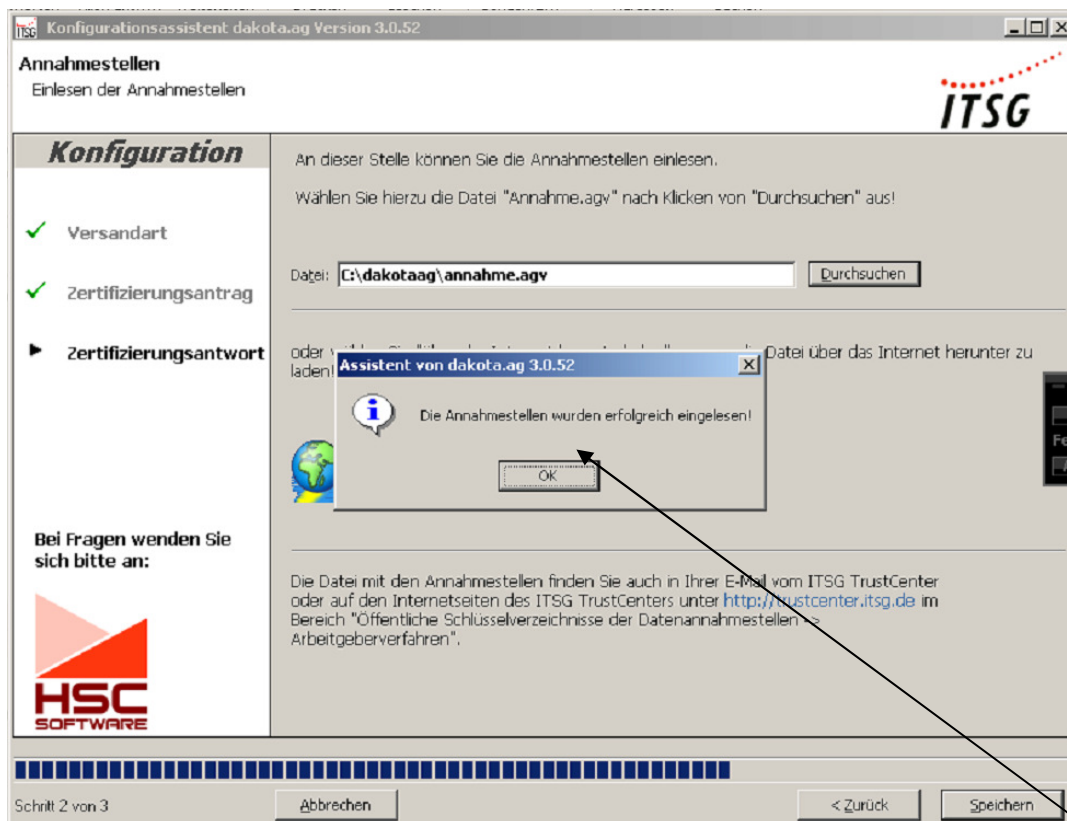 Konfigurationsassistent dakota.ag Version 3.0.52
Annahmestellen
Einlesen der Annahmestellen
ITSG
Konfiguration
Versandart
Zertifizierungsantrag
Zertifizierungsantwort
Bei Fragen wenden Sie
sich bitte an:
HSC
SOFTWARE
An dieser Stelle können Sie die Annahmestellen einlesen.
Wählen Sie hierzu die Datei "Annahme.agv" nach Klicken von "Durchsuchen" aus!
Datei: C:\dakotaag\annahme.agv Durchsuchen
oder Datei über das Internet herunter zu
laden!
Assistent von dakota.ag 3.0.52
Die Annahmestellen wurden erfolgreich eingelesen!
OK
Die Datei mit den Annahmestellen finden Sie auch in Ihrer E-Mail vom ITSG TrustCenter
oder auf den Internetseiten des ITSG TrustCenters unter http://trustcenter.itsg.de im
Bereich "Öffentliche Schlüsselverzeichnisse der Datenannahmestellen ->
Arbeitgeberverfahren".
Schritt 2 von 3 Abbrechen < Zurück Speichern